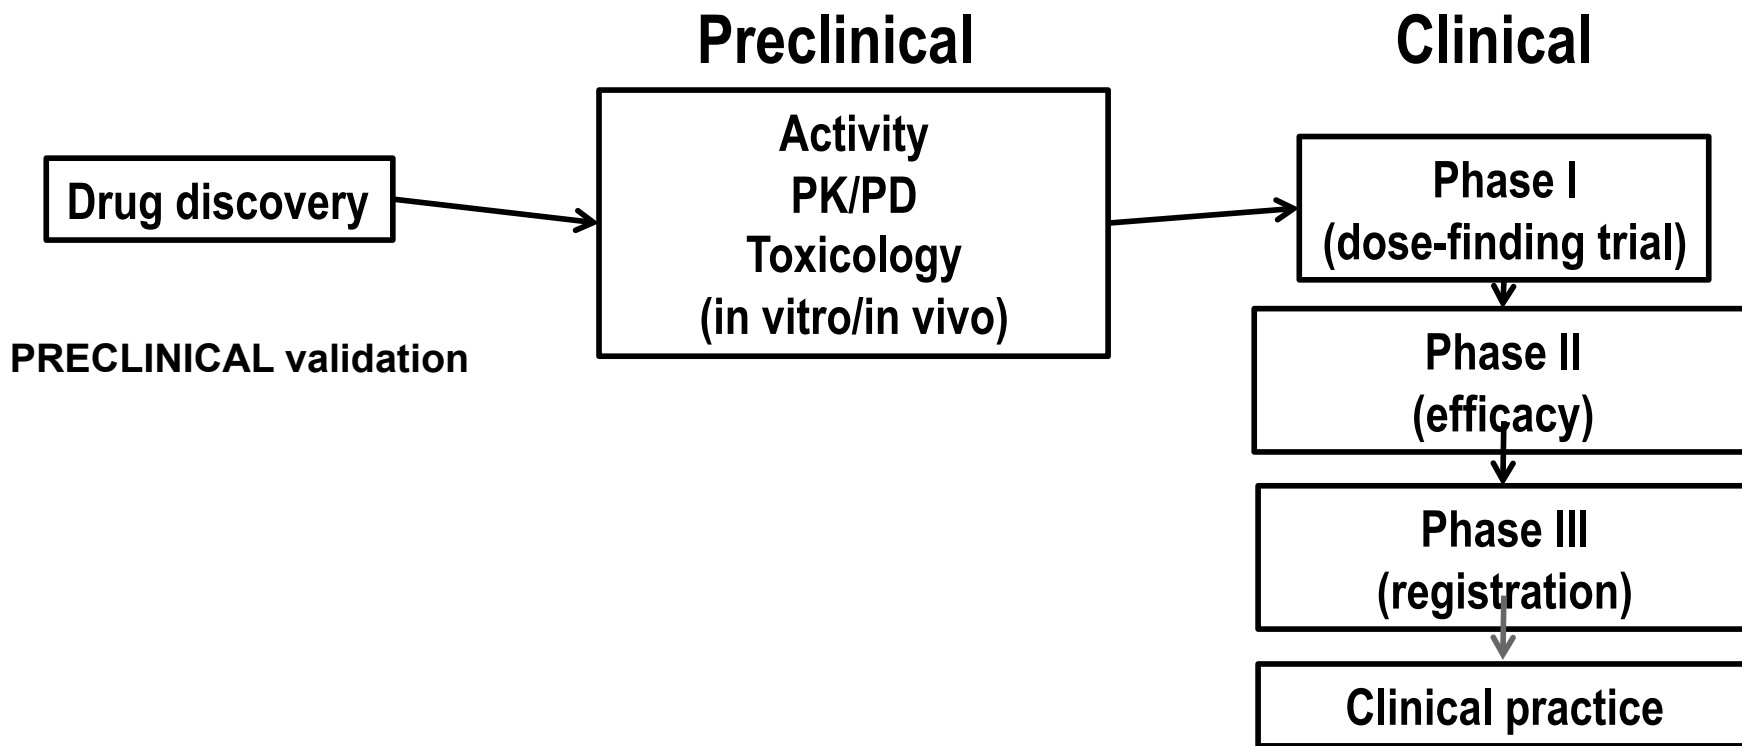 Preclinical
Clinical
Drug discovery
PRECLINICAL validation
Activity
PK/PD
Toxicology
(in vitro/in vivo)
Phase I
(dose-finding trial)
Phase II
(efficacy)
Phase III
(registration)
Clinical practice